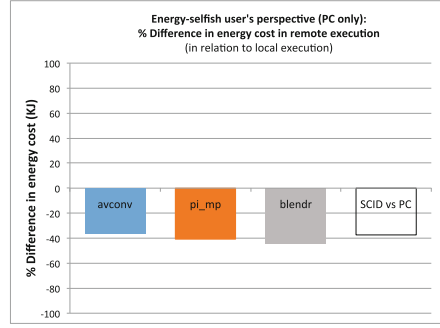 Energy-selfish user's perspective (PC only):
% Difference in energy cost in remote execution
(in relation to local execution)
% Difference in energy cost (KJ)
100
80
60
40
20
0
-20
-40
-60
-80
-100
avconv
pi_mp
blendr
SCID vs PC